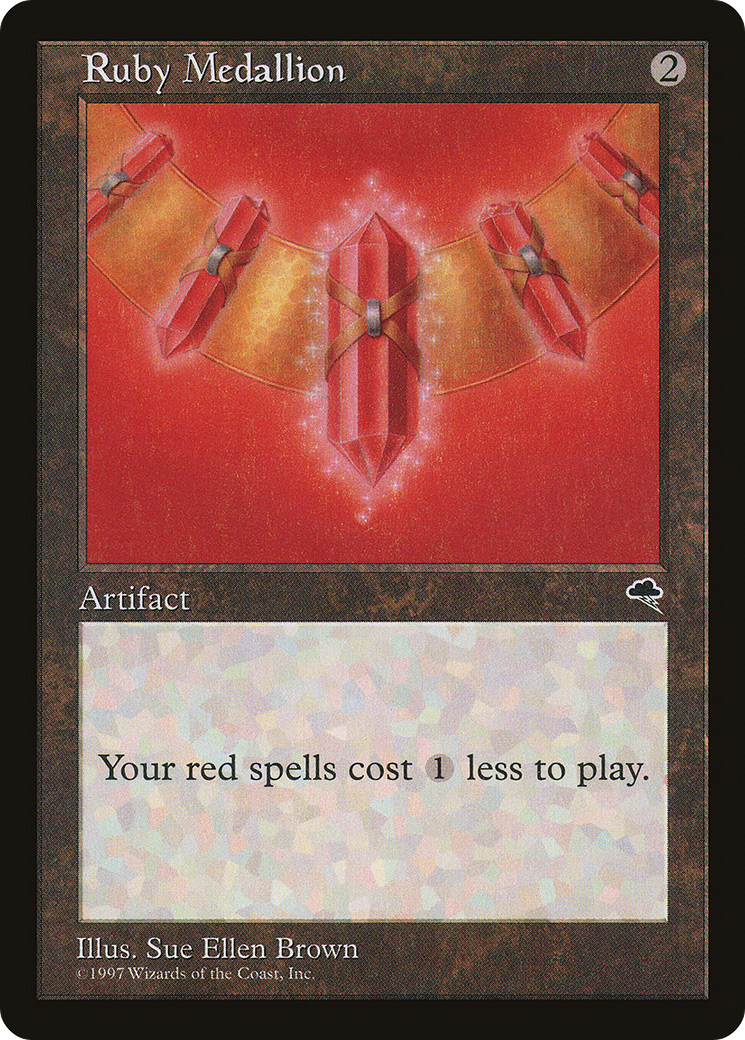 Ruby Medallion 2
Artifact
Your red spells cost 1 less to play.
Illus. Sue Ellen Brown
©1997 Wizards of the Coast, Inc.